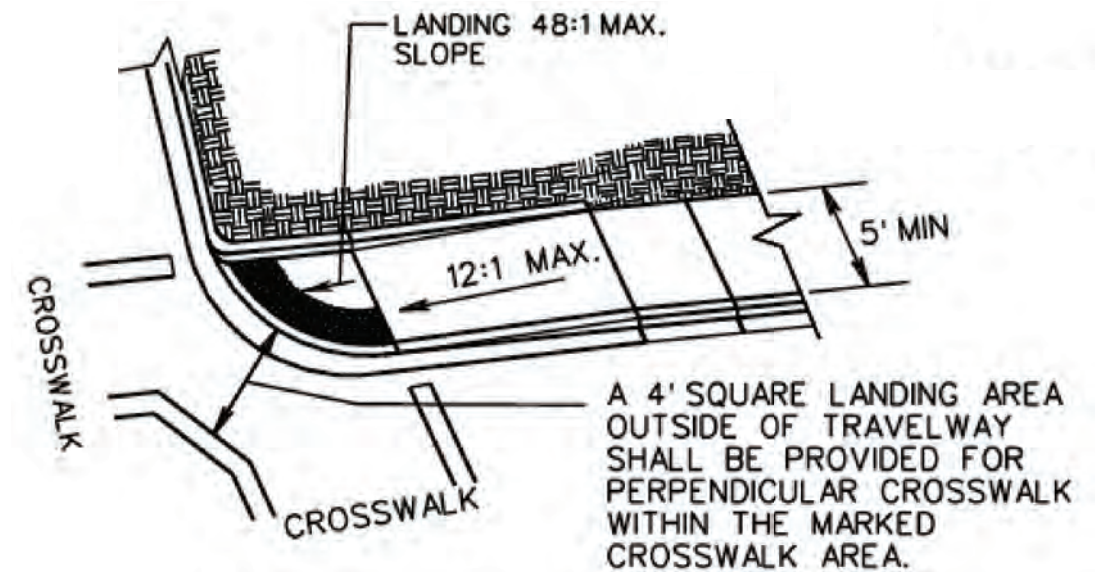 LANDING 48:1 MAX.
SLOPE
12:1 MAX.
5' MIN
CROSSWALK
CROSSWALK
A 4' SQUARE LANDING AREA
OUTSIDE OF TRAVELWAY
SHALL BE PROVIDED FOR
PERPENDICULAR CROSSWALK
WITHIN THE MARKED
CROSSWALK AREA.